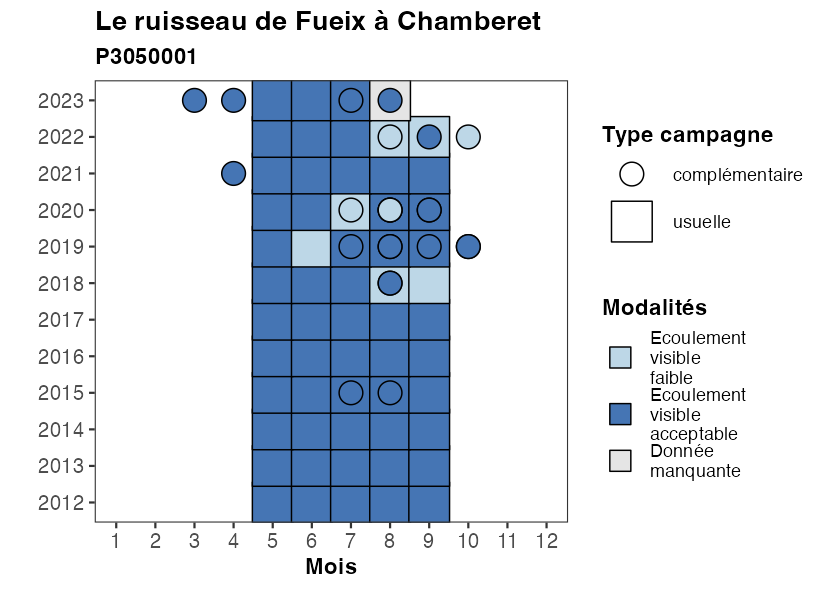 Le ruisseau de Fueix à Chamberet
P3050001
2023
2022
2021
2020
2019
2018
2017
2016
2015
2014
2013
2012
1 2 3 4 5 6 7 8 9 10 11 12
Mois
Type campagne
complémentaire
usuelle
Modalités
Ecoulement
visible
faible
Ecoulement
visible
acceptable
Donnée
manquante